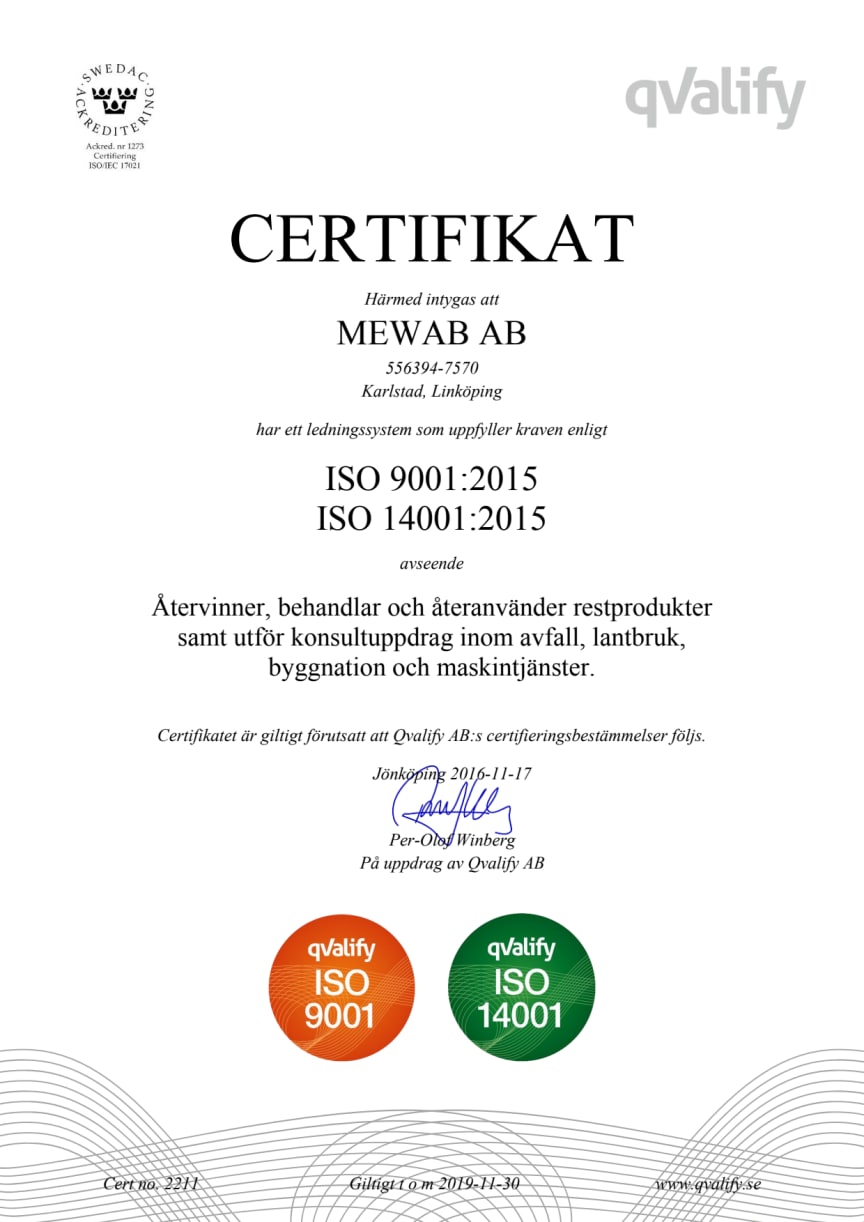 SWEDAC
ACKREDITERING
Ackred. nr 1273
Certifiering
ISO/IEC 17021
qvalify
CERTIFIKAT
Härmed intygas att
MEWAB AB
556394-7570
Karlstad, Linköping
har ett ledningssystem som uppfyller kraven enligt
ISO 9001:2015
ISO 14001:2015
avseende
Återvinner, behandlar och återanvänder restprodukter
samt utför konsultuppdrag inom avfall, lantbruk,
byggnation och maskintjänster.
Certifikatet är giltigt förutsatt att Qvalify AB:s certifieringsbestämmelser följs.
Jönköping 2016-11-17
Per-Olof Winberg
På uppdrag av Qvalify AB
qvalify
ISO
9001
qvalify
ISO
14001
Cert no. 2211
Giltigt t o m 2019-11-30
www.qvalify.se